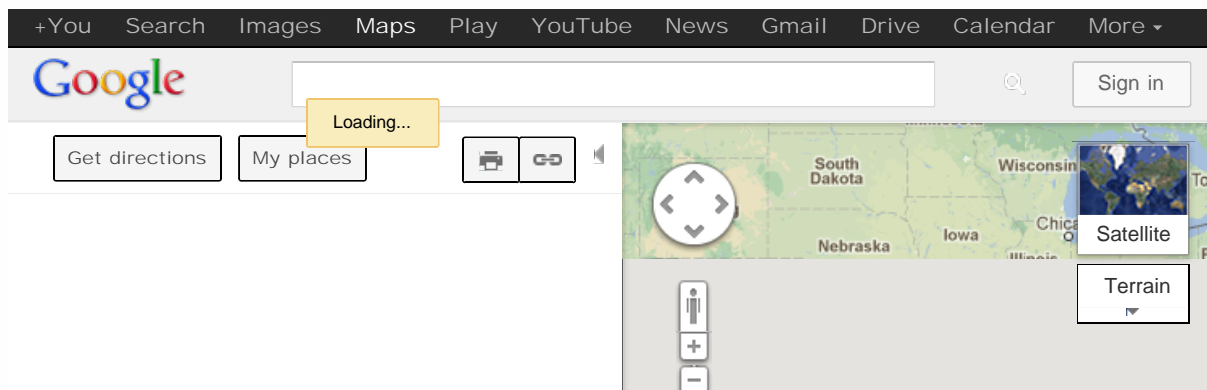 +You Search Images Maps Play YouTube News Gmail Drive Calendar More
Google
Sign in
Loading...
Get directions
My places
South
Dakota
Wisconsin
Nebraska
Iowa
Satellite
Terrain